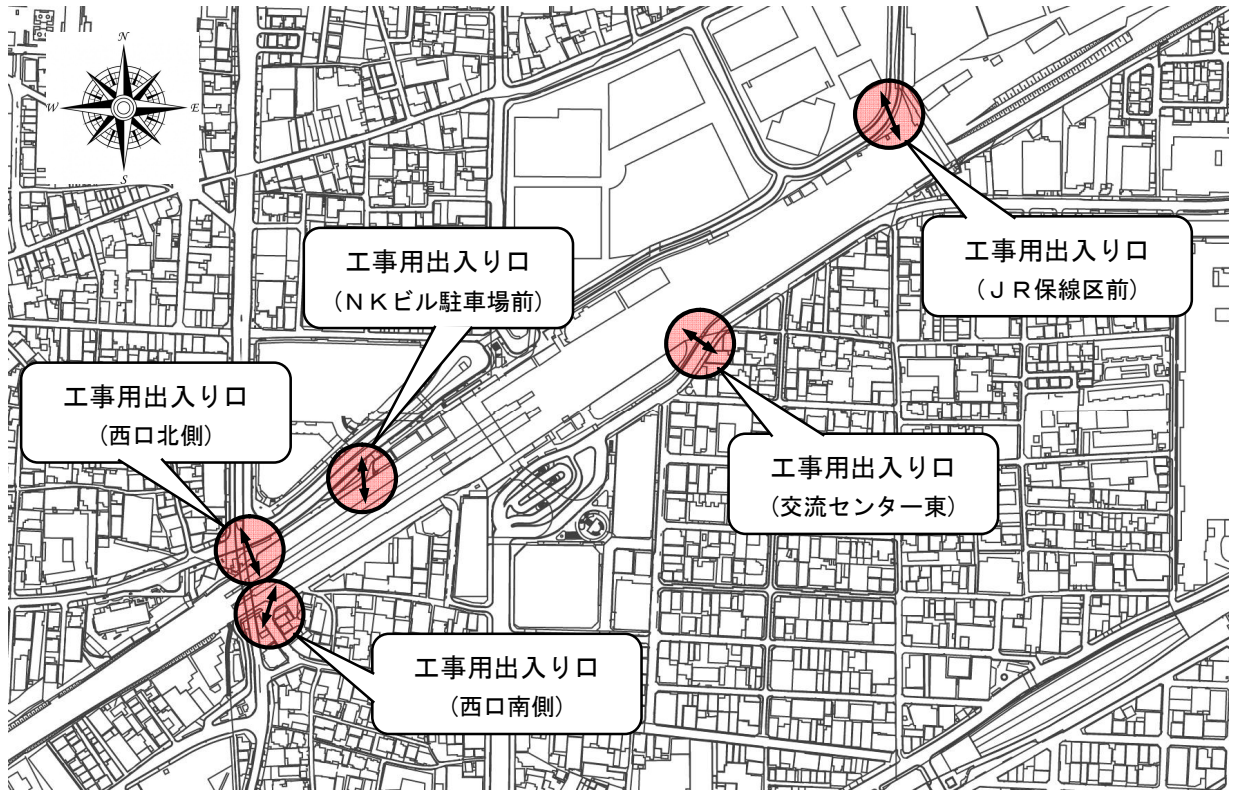 N
W
E
S
工事用出入り口
(NKビル駐車場前)
工事用出入り口
(JR保線区前)
工事用出入り口
(西口北側)
工事用出入り口
(交流センター東)
工事用出入り口
(西口南側)